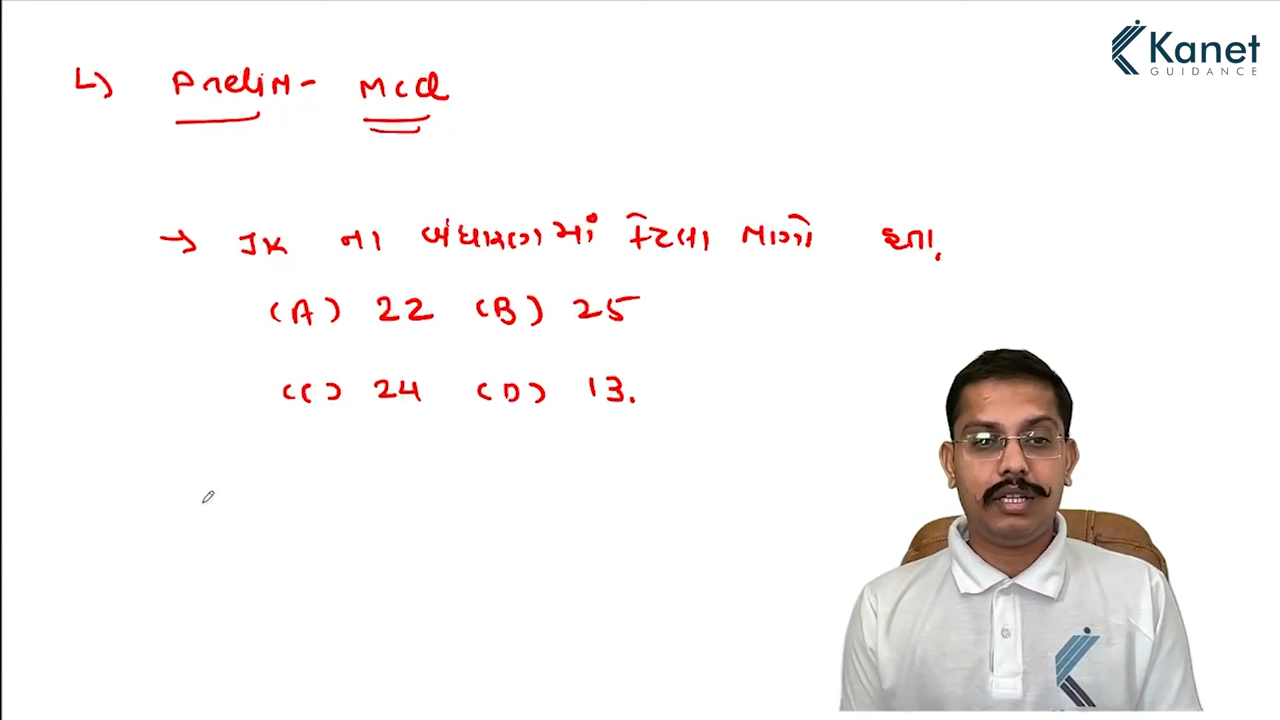 Kanet
GUIDANCE
↳ Prelim - MCQ
→ JK ના બંધારણમાં કેટલા ભાગો હતા.
(A) 22 (B) 25
(C) 24 (D) 13.